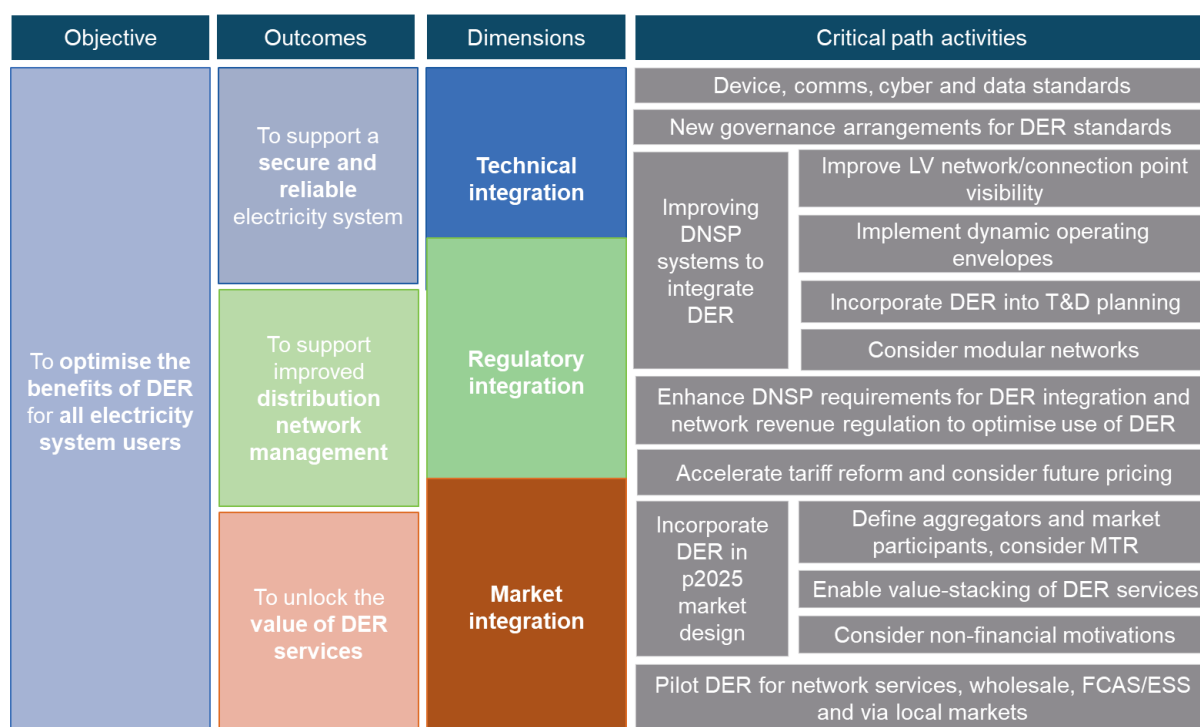 Objective
Outcomes
Dimensions
Critical path activities
To optimise the
benefits of DER
for all electricity
system users
To support a
secure and
reliable
electricity system
To support
improved
distribution
network
management
To unlock the
value of DER
services
Technical
integration
Regulatory
integration
Market
integration
Device, comms, cyber and data standards
New governance arrangements for DER standards
Improving
DNSP
systems to
integrate
DER
Improve LV network/connection point
visibility
Implement dynamic operating
envelopes
Incorporate DER into T&D planning
Consider modular networks
Enhance DNSP requirements for DER integration and
network revenue regulation to optimise use of DER
Accelerate tariff reform and consider future pricing
Incorporate
DER in
p2025
market
design
Define aggregators and market
participants, consider MTR
Enable value-stacking of DER services
Consider non-financial motivations
Pilot DER for network services, wholesale, FCAS/ESS
and via local markets